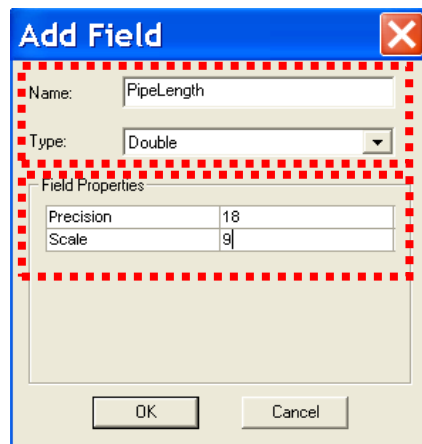 Add Field
Name: PipeLength
Type: Double
Field Properties
Precision 18
Scale 9
OK Cancel